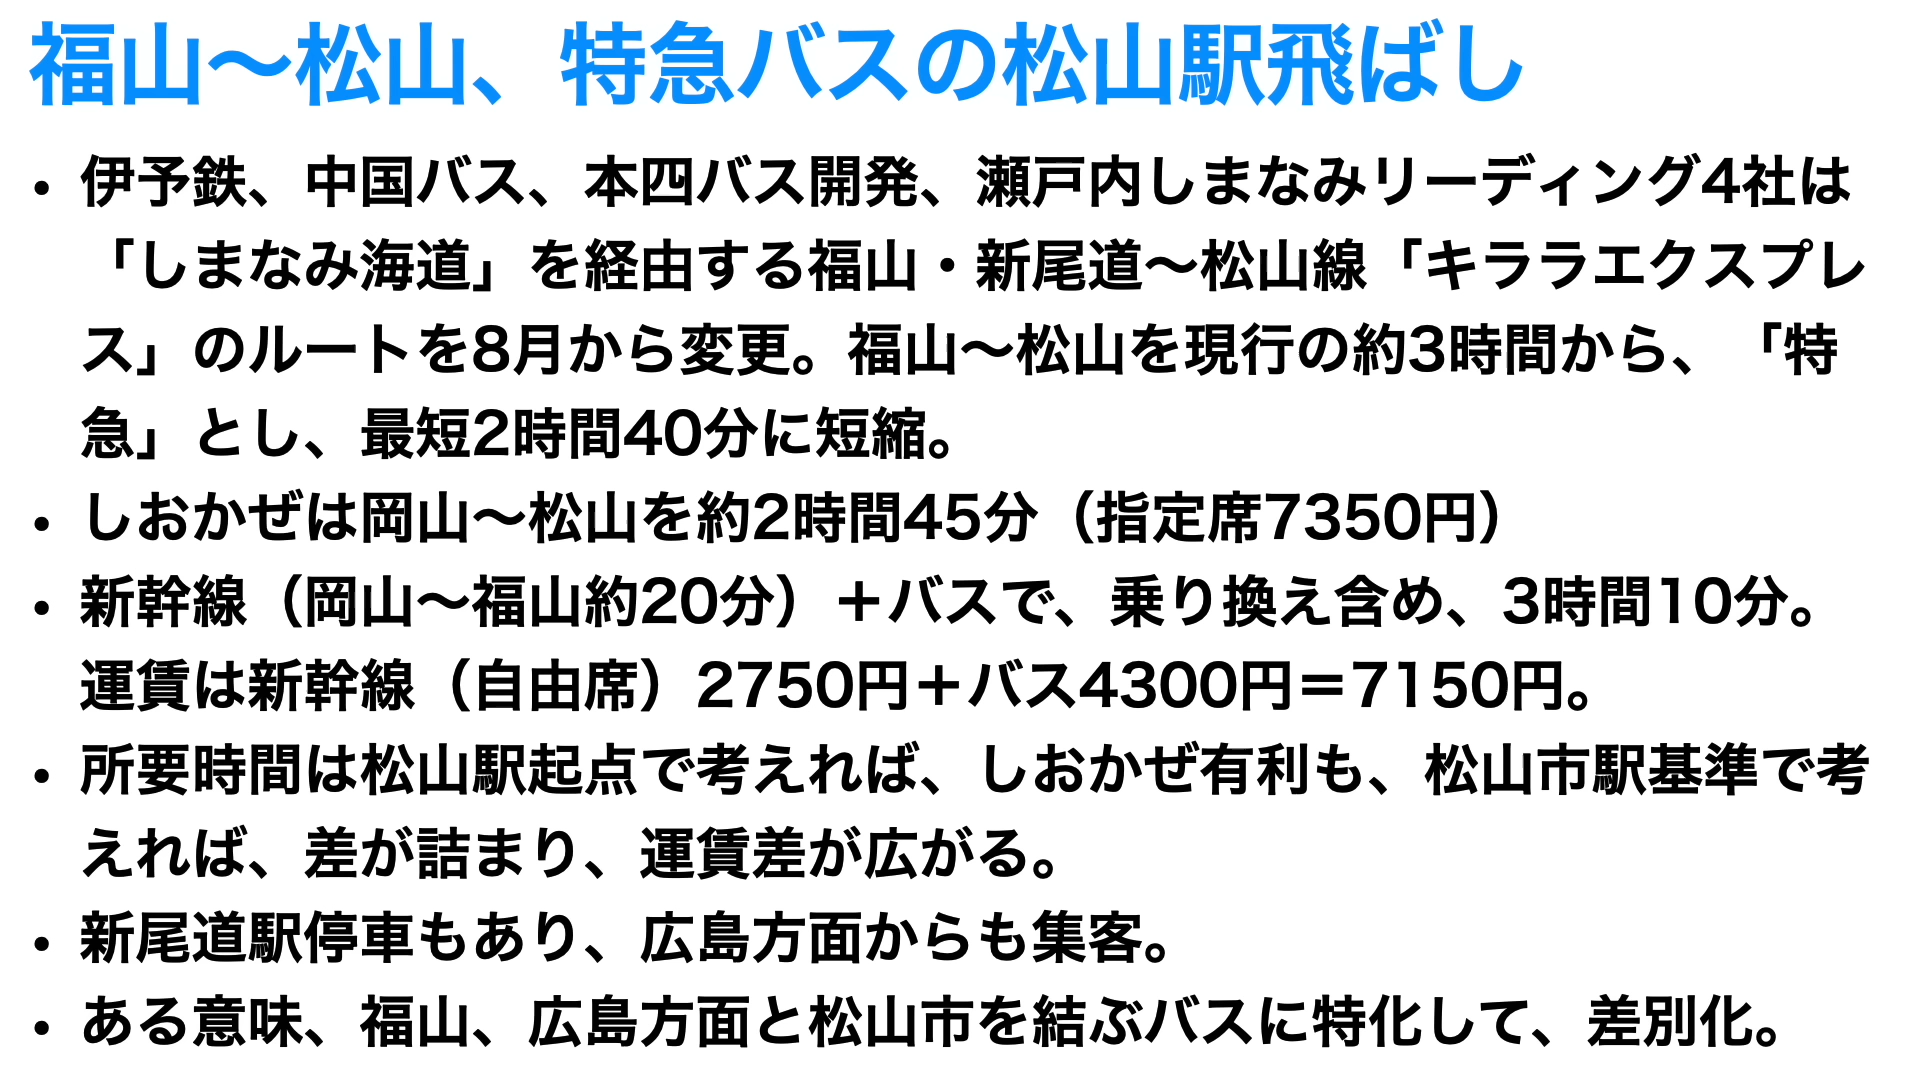 福山〜松山、特急バスの松山駅飛ばし
• 伊予鉄、中国バス、本四バス開発、瀬戸内しまなみリーディング4社は
「しまなみ海道」を経由する福山・新尾道〜松山線「キララエクスプレ
ス」のルートを8月から変更。福山〜松山を現行の約3時間から、「特
急」とし、最短2時間40分に短縮。
• しおかぜは岡山〜松山を約2時間45分（指定席7350円）
• 新幹線（岡山〜福山約20分）＋バスで、乗り換え含め、3時間10分。
運賃は新幹線（自由席）2750円＋バス4300円＝7150円。
• 所要時間は松山駅起点で考えれば、しおかぜ有利も、松山市駅基準で考
えれば、差が詰まり、運賃差が広がる。
• 新尾道駅停車もあり、広島方面からも集客。
• ある意味、福山、広島方面と松山市を結ぶバスに特化して、差別化。